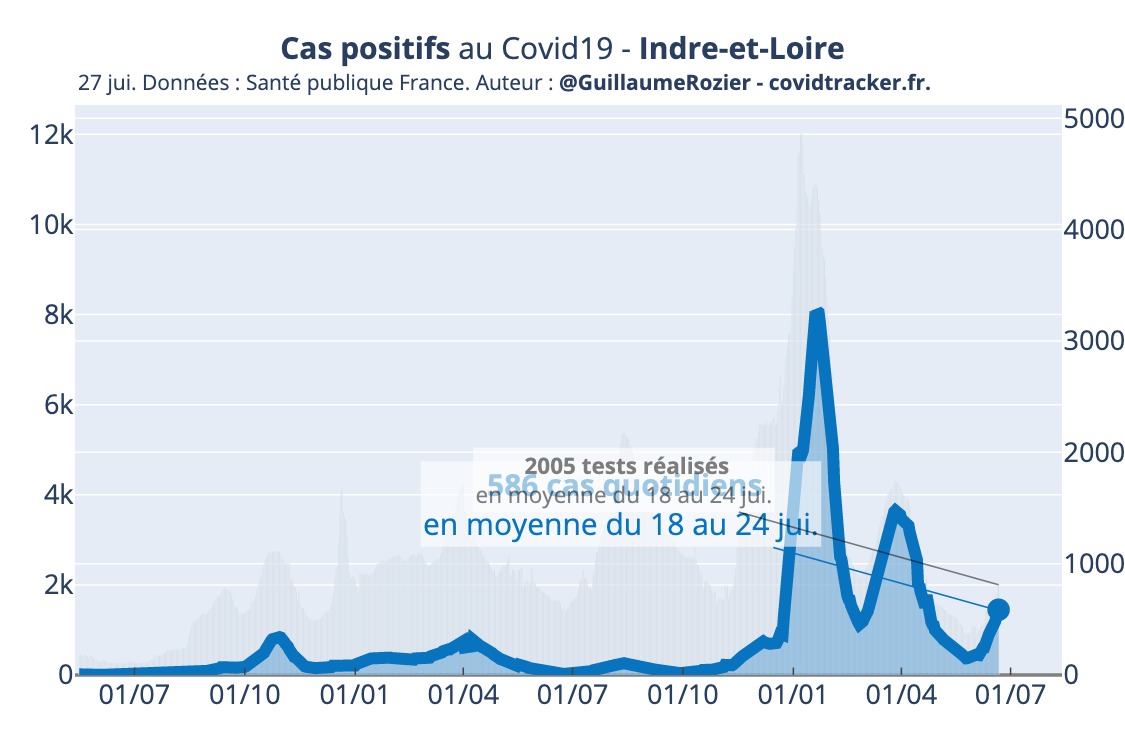 Cas positifs au Covid19 - Indre-et-Loire
27 jui. Données : Santé publique France. Auteur : @GuillaumeRozier - covidtracker.fr.
12k
10k
8k
6k
4k
2k
0
5000
4000
3000
2000
1000
0
2005 tests réalisés
en moyenne du 18 au 24 jui.
586 cas quotidiens
en moyenne du 18 au 24 jui.
01/07
01/10
01/01
01/04
01/07
01/10
01/01
01/04
01/07